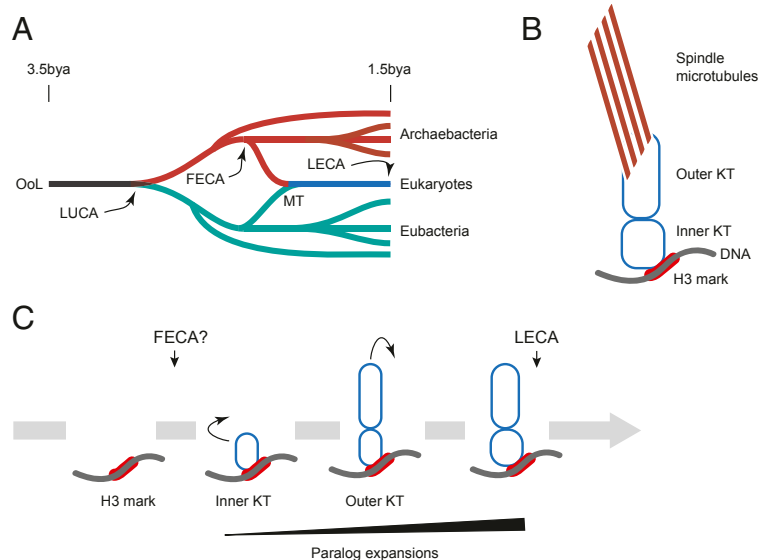 A
3.5bya
1.5bya
Archaebacteria
LECA
FECA
OoL
Eukaryotes
MT
LUCA
Eubacteria
B
Spindle
microtubules
Outer KT
Inner KT
DNA
H3 mark
C
FECA?
LECA
H3 mark
Inner KT
Outer KT
Paralog expansions